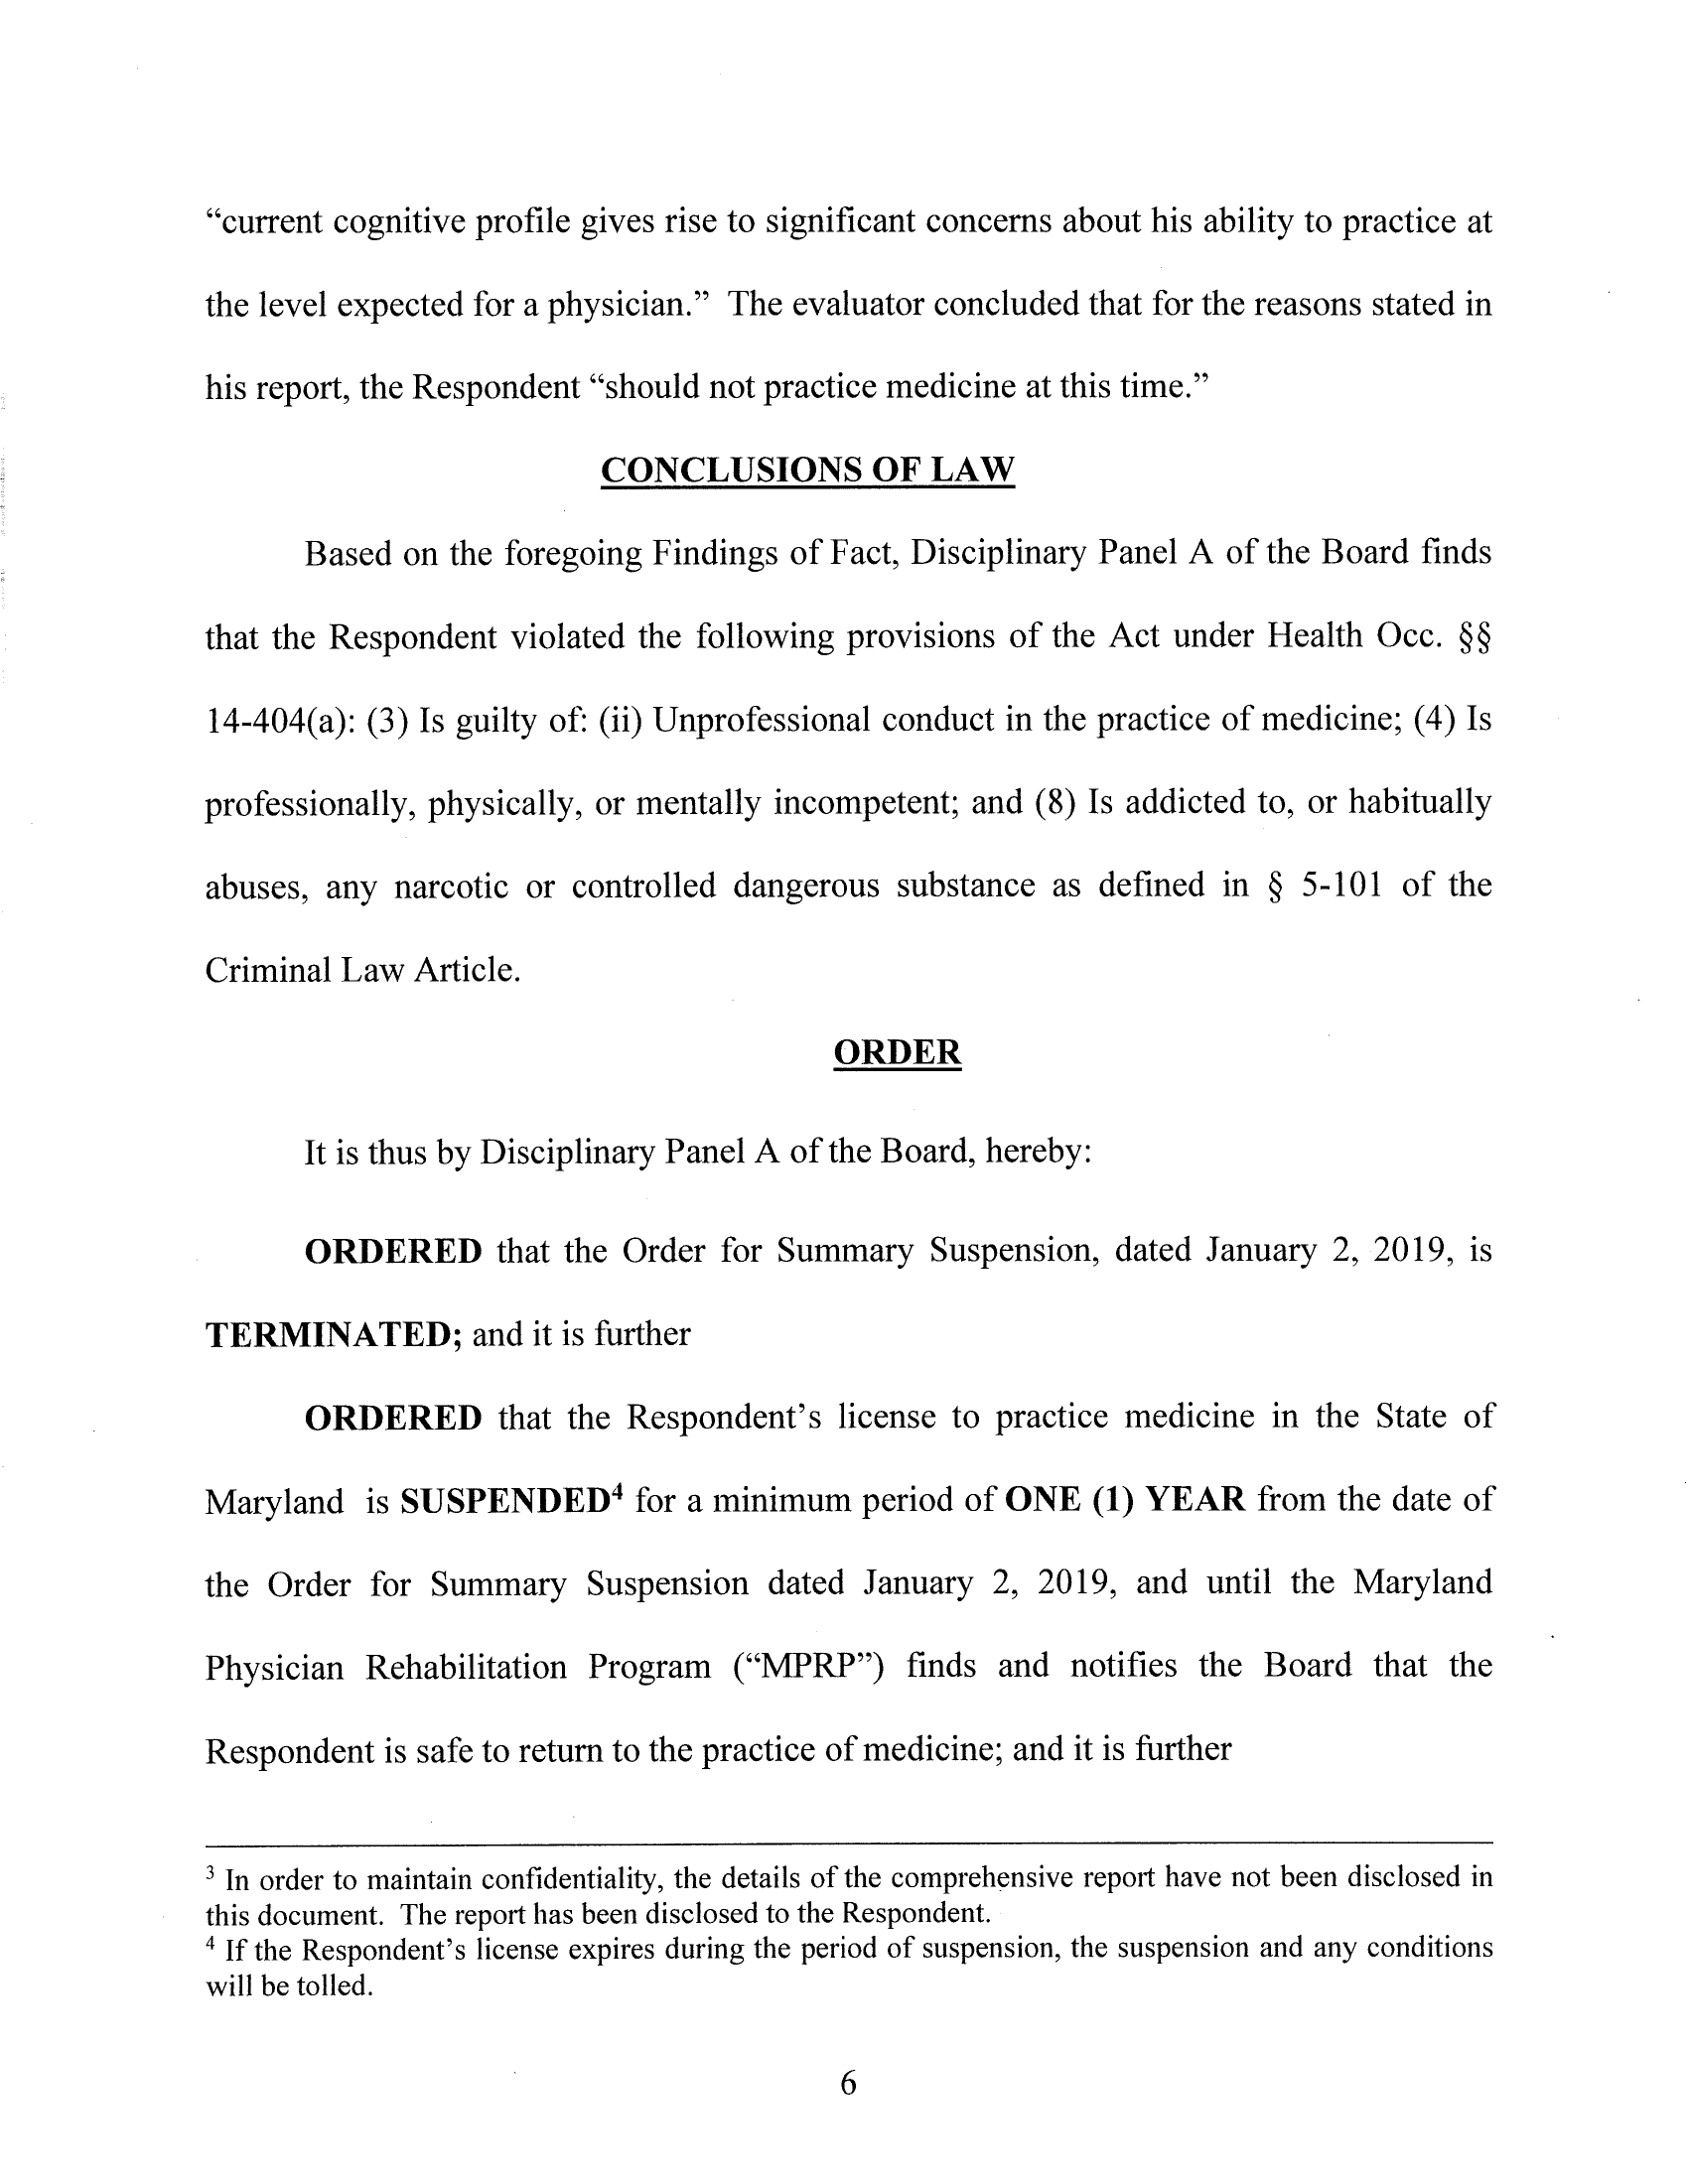 “current cognitive profile gives rise to significant concerns about his ability to practice at
the level expected for a physician.”  The evaluator concluded that for the reasons stated in
his report, the Respondent “should not practice medicine at this time.”
CONCLUSIONS OF LAW
Based on the foregoing Findings of Fact, Disciplinary Panel A of the Board finds
that the Respondent violated the following provisions of the Act under Health Occ. §§
14-404(a): (3) Is guilty of: (ii) Unprofessional conduct in the practice of medicine; (4) Is
professionally, physically, or mentally incompetent; and (8) Is addicted to, or habitually
abuses, any narcotic or controlled dangerous substance as defined in § 5-101 of the
Criminal Law Article.
ORDER
It is thus by Disciplinary Panel A of the Board, hereby:
ORDERED that the Order for Summary Suspension, dated January 2, 2019, is
TERMINATED; and it is further
ORDERED that the Respondent’s license to practice medicine in the State of
Maryland is SUSPENDED⁴ for a minimum period of ONE (1) YEAR from the date of
the Order for Summary Suspension dated January 2, 2019, and until the Maryland
Physician Rehabilitation Program (“MPRP”) finds and notifies the Board that the
Respondent is safe to return to the practice of medicine; and it is further
³ In order to maintain confidentiality, the details of the comprehensive report have not been disclosed in
this document.  The report has been disclosed to the Respondent.
⁴ If the Respondent’s license expires during the period of suspension, the suspension and any conditions
will be tolled.
6